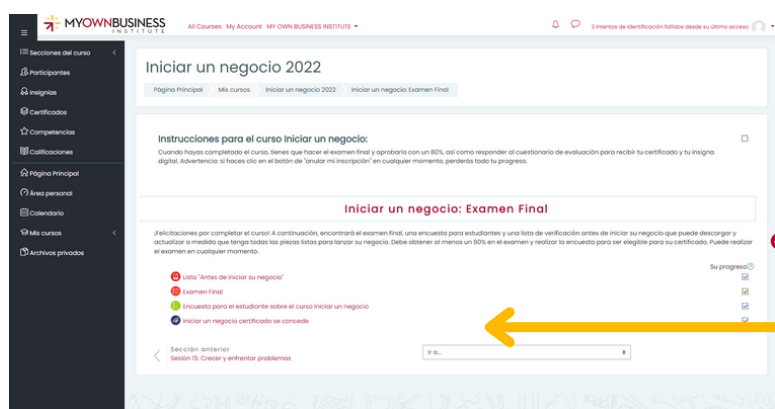 MYOWNBUSINESS
INSTITUTE
All Courses My Account MY OWN BUSINESS INSTITUTE
3 Intentos de identificación fallidos desde su último acceso
Secciones del curso
Participantes
Insignias
Certificados
Competencias
Calificaciones
Página Principal
Área personal
Calendario
Mis cursos
Archivos privados
Iniciar un negocio 2022
Página Principal Mis cursos Iniciar un negocio 2022 Iniciar un negocio: Examen Final
Instrucciones para el curso Iniciar un negocio:
Cuando hayas completado el curso, tienes que hacer el examen final y aprobarlo con un 80%, así como responder al cuestionario de evaluación para recibir tu certificado y tu insigna
digital. Advertencia: si haces clic en el botón de "anular mi inscripción" en cualquier momento, perderás todo tu progreso.
Iniciar un negocio: Examen Final
¡Felicitaciones por completar el curso! A continuación, encontrará el examen final, una encuesta para estudiantes y una lista de verificación antes de iniciar su negocio que puede descargar y
actualizar a medida que tenga todas las piezas listas para lanzar su negocio. Debe obtener al menos un 80% en el examen y realizar la encuesta para ser elegible para su certificado. Puede realizar
el examen en cualquier momento.
Su progreso
Lista "Antes de iniciar su negocio"
Examen Final
Encuesta para el estudiante sobre el curso Iniciar un negocio
Iniciar un negocio certificado se concede
Sección anterior
Sesión 15: Crecer y enfrentar problemas
Ir a...